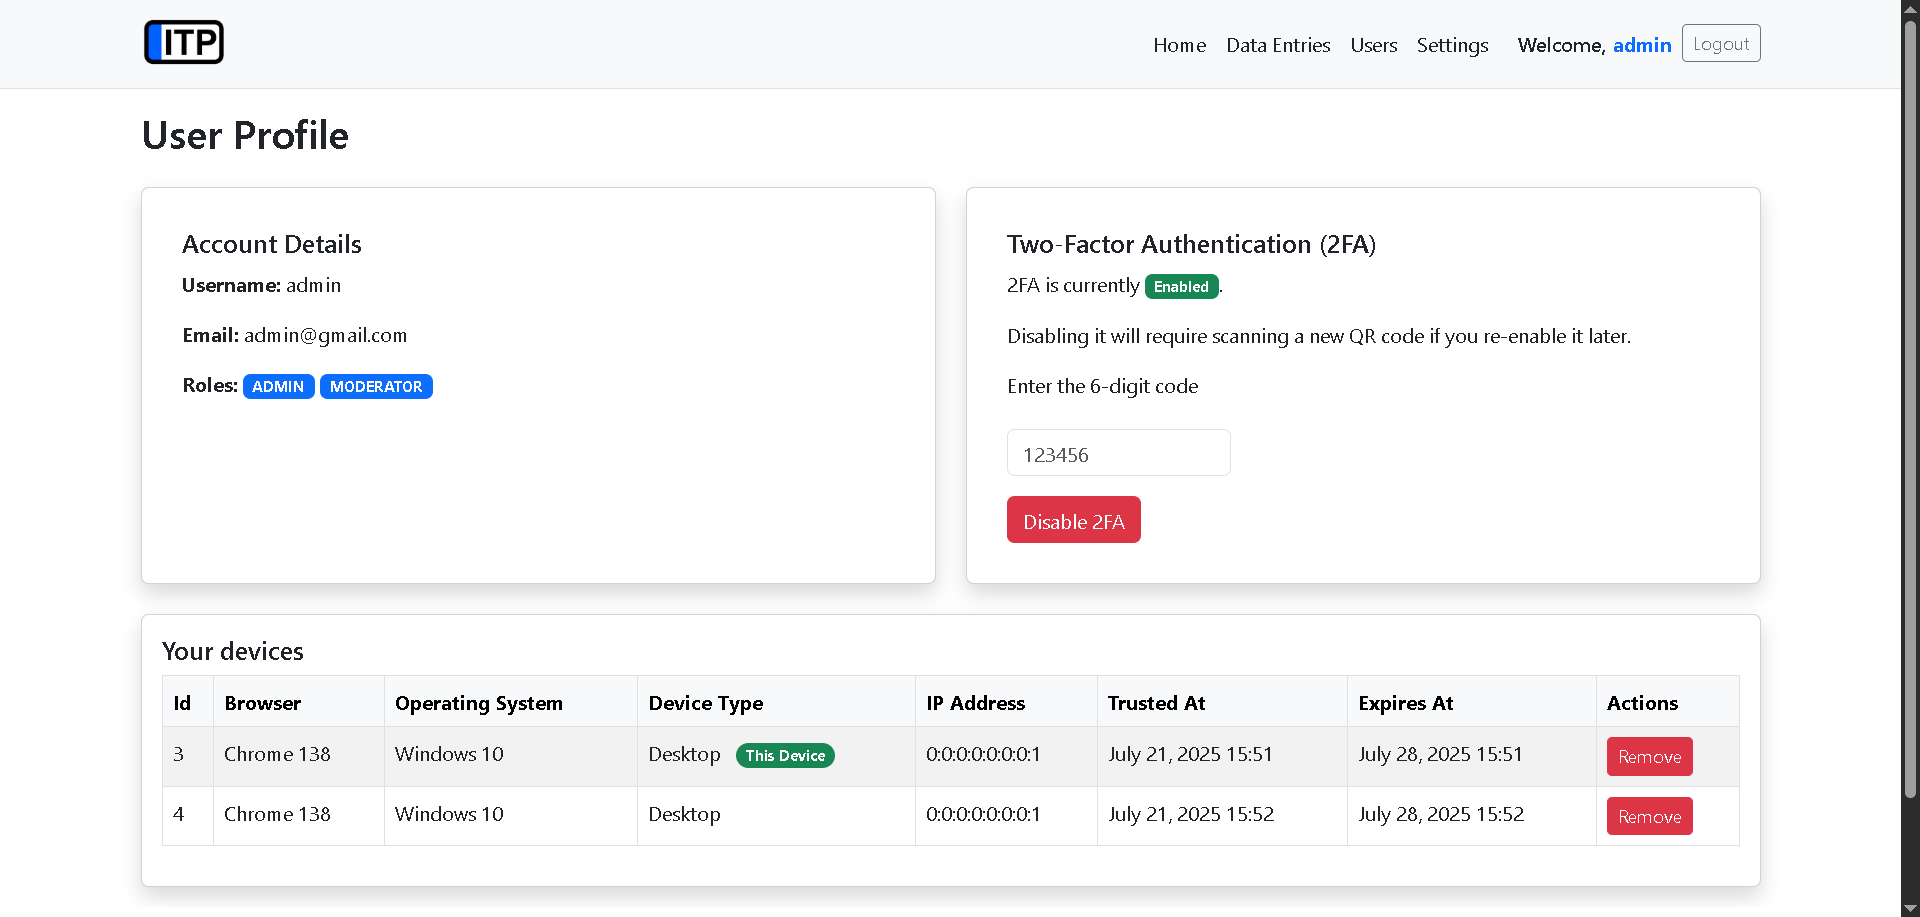 ITP
Home Data Entries Users Settings Welcome, admin Logout
User Profile
Account Details
Username: admin
Email: admin@gmail.com
Roles: ADMIN MODERATOR
Two-Factor Authentication (2FA)
2FA is currently Enabled.
Disabling it will require scanning a new QR code if you re-enable it later.
Enter the 6-digit code
123456
Disable 2FA
Your devices
Id Browser Operating System Device Type IP Address Trusted At Expires At Actions
3 Chrome 138 Windows 10 Desktop This Device 0:0:0:0:0:0:0:1 July 21, 2025 15:51 July 28, 2025 15:51 Remove
4 Chrome 138 Windows 10 Desktop 0:0:0:0:0:0:0:1 July 21, 2025 15:52 July 28, 2025 15:52 Remove